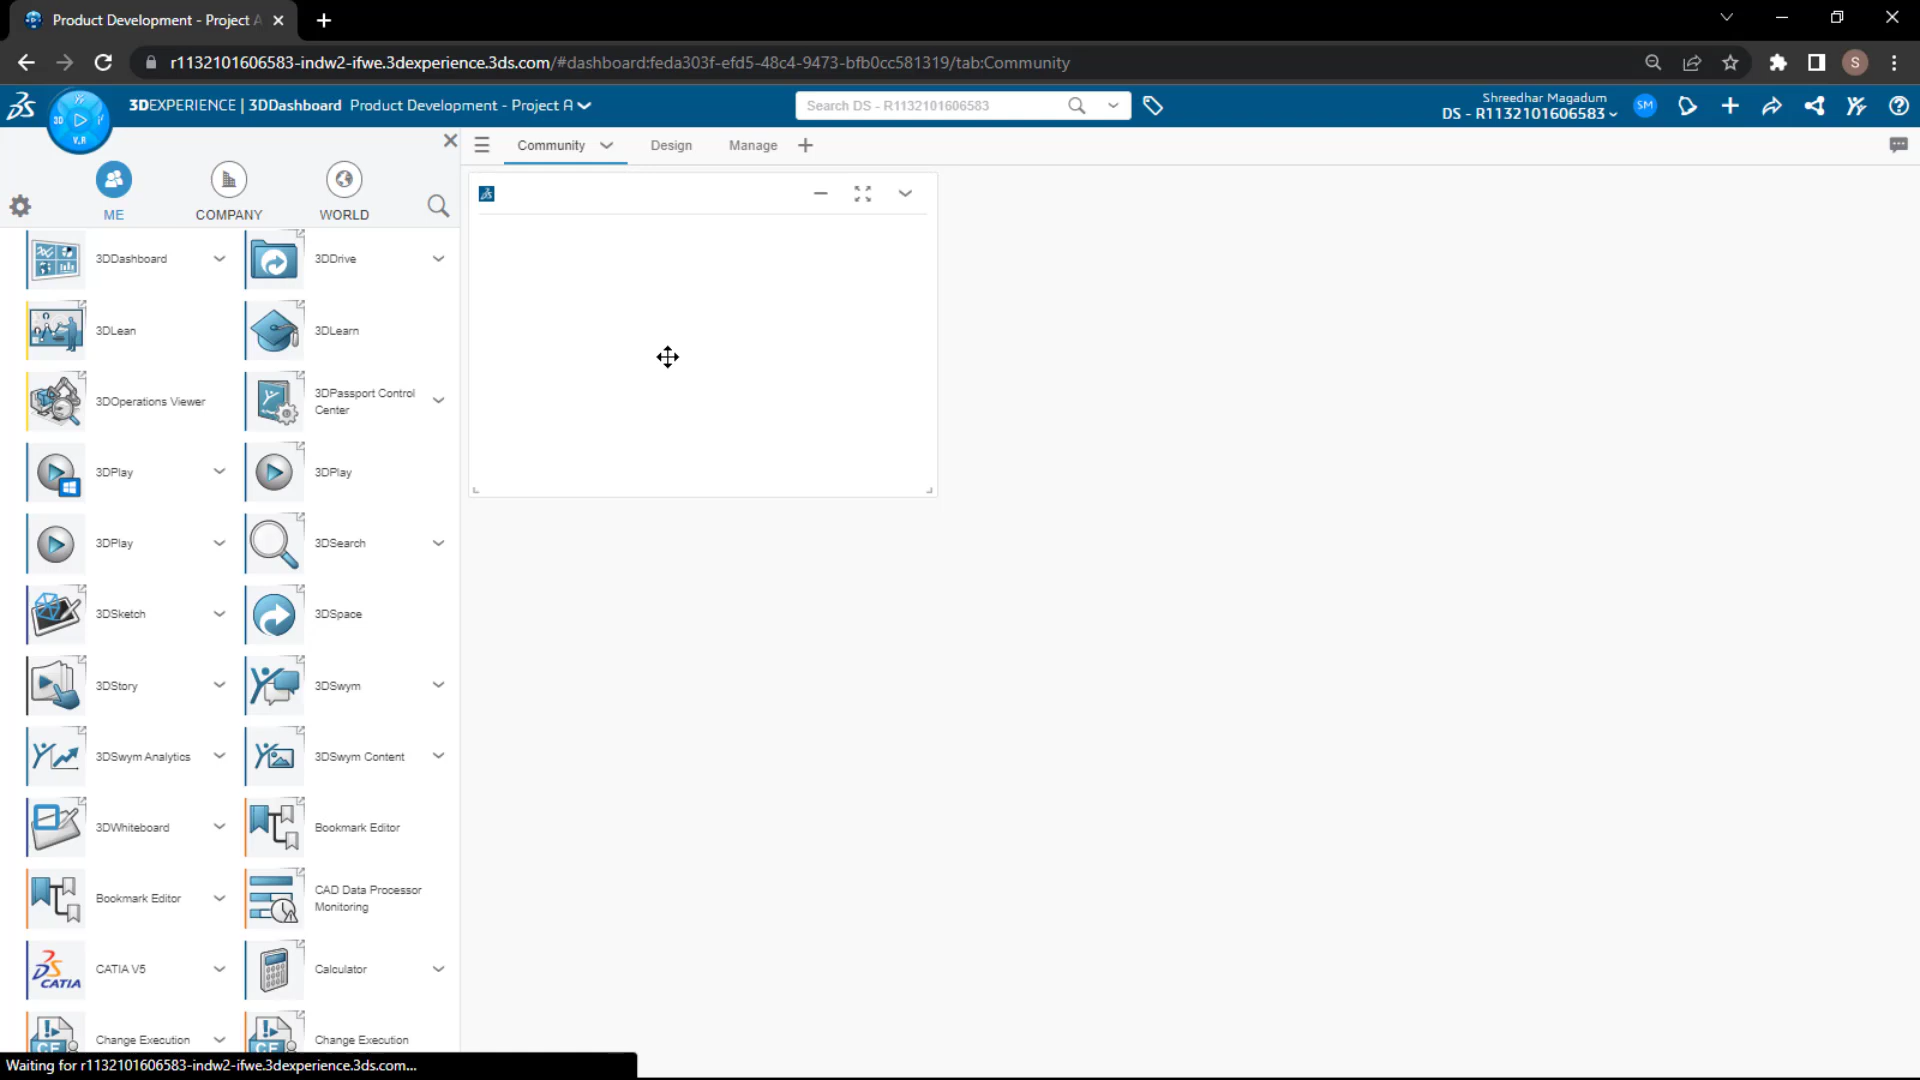 Product Development - Project A
r1132101606583-indw2-ifwe.3dexperience.3ds.com/#dashboard:feda303f-efd5-48c4-9473-bfb0cc581319/tab:Community
S
3D
V.R
3DEXPERIENCE | 3DDashboard Product Development - Project A
Search DS - R1132101606583
Shreedhar Magadum
DS - R1132101606583
SM
Community
Design
Manage
ME
COMPANY
WORLD
3DDashboard
3DDrive
3DLean
3DLearn
3DOperations Viewer
3DPassport Control
Center
3DPlay
3DPlay
3DPlay
3DSearch
3DSketch
3DSpace
3DStory
3DSwym
3DSwym Analytics
3DSwym Content
3DWhiteboard
Bookmark Editor
Bookmark Editor
CAD Data Processor
Monitoring
CATIA
CATIA V5
Calculator
CE
Change Execution
CE
Change Execution
Waiting for r1132101606583-indw2-ifwe.3dexperience.3ds.com...